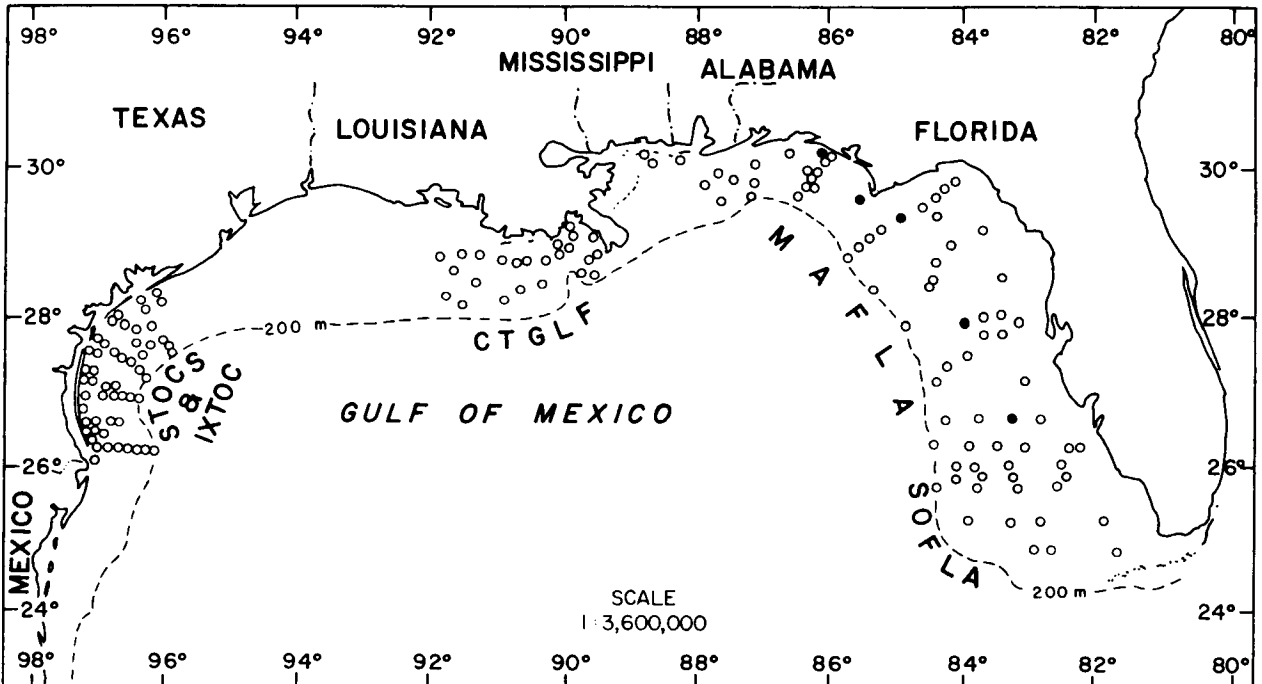 98° 96° 94° 92° 90° 88° 86° 84° 82° 80°
MISSISSIPPI
ALABAMA
TEXAS
LOUISIANA
FLORIDA
30°
30°
28°
28°
200 m
CTGLF
MAFLA
STOCS
&
IXTOC
GULF OF MEXICO
26°
26°
SOFLA
MEXICO
SCALE
1:3,600,000
200 m
24°
24°
98° 96° 94° 92° 90° 88° 86° 84° 82° 80°